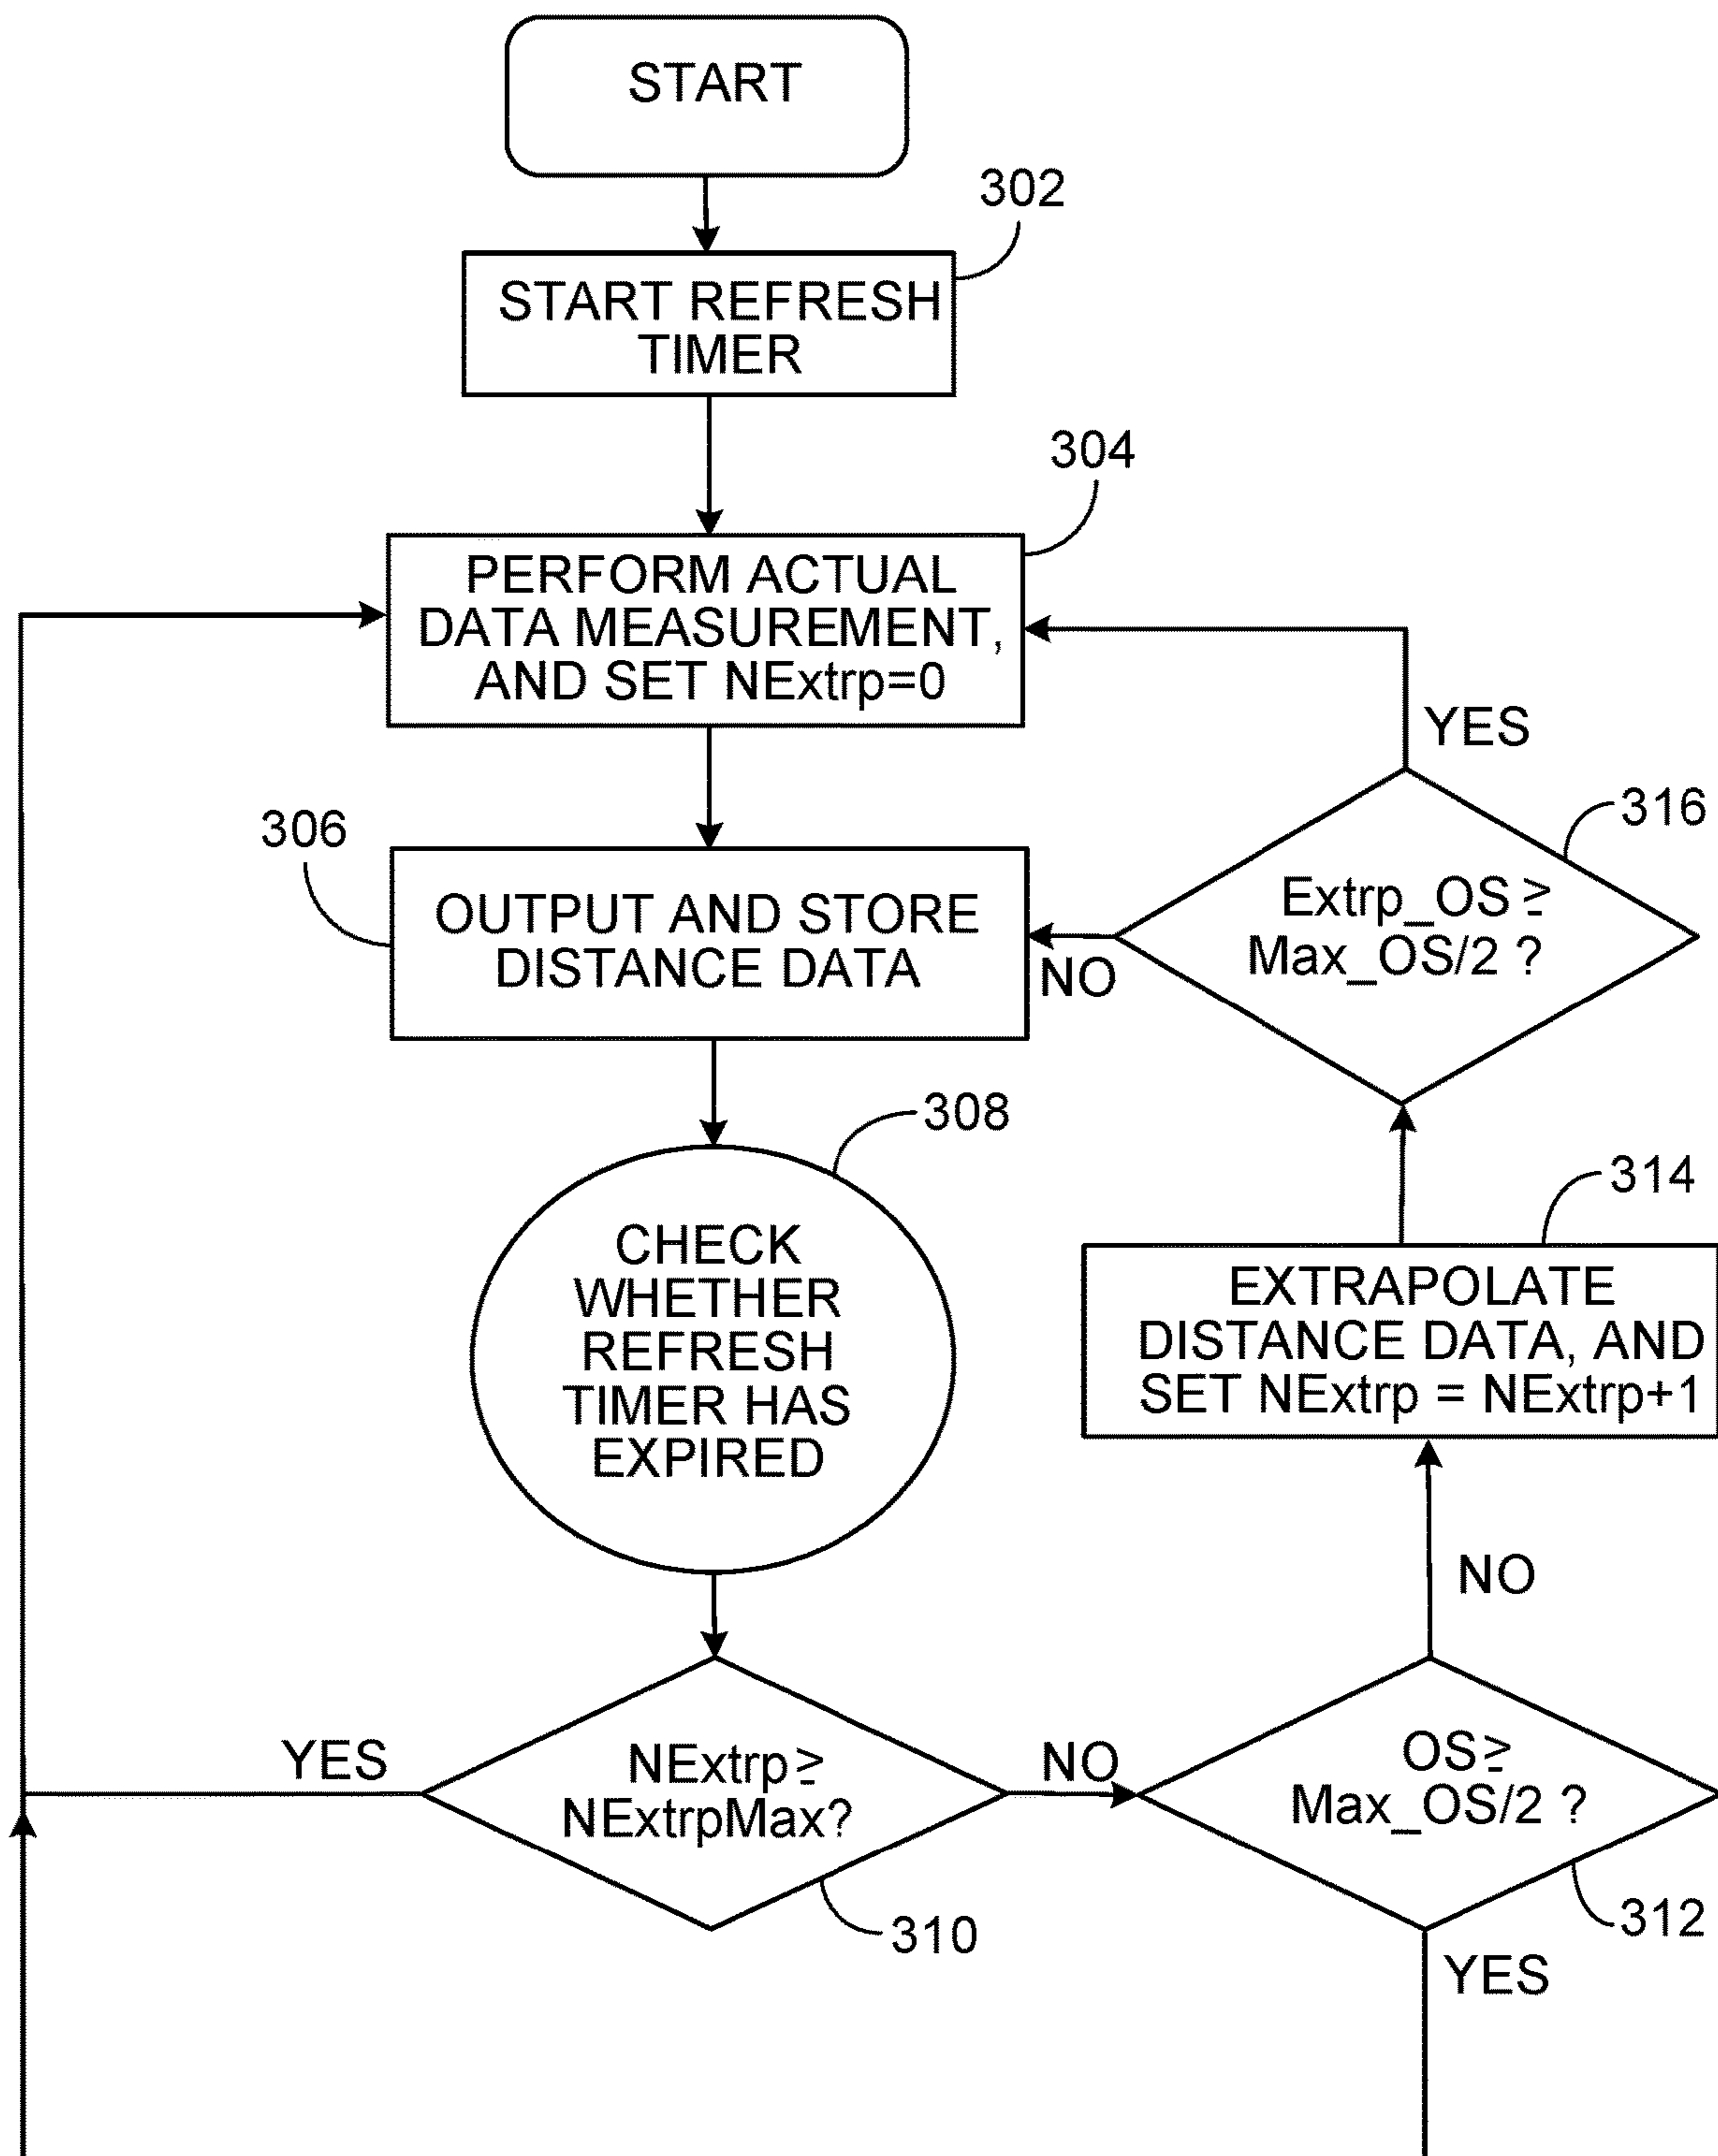 START
302
START REFRESH
TIMER
304
PERFORM ACTUAL
DATA MEASUREMENT,
AND SET NExtrp=0
YES
316
306
OUTPUT AND STORE
DISTANCE DATA
Extrp_OS ≥
Max_OS/2 ?
NO
308
CHECK
WHETHER
REFRESH
TIMER HAS
EXPIRED
314
EXTRAPOLATE
DISTANCE DATA, AND
SET NExtrp = NExtrp+1
NO
YES
NExtrp≥
NExtrpMax?
NO
OS≥
Max_OS/2 ?
310
312
YES